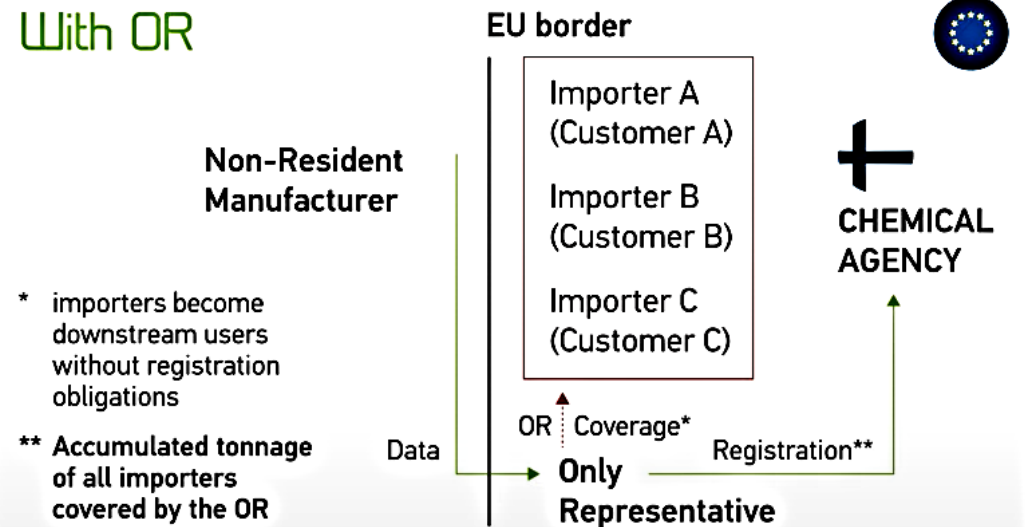 With OR
EU border
Non-Resident
Manufacturer
Importer A
(Customer A)
Importer B
(Customer B)
Importer C
(Customer C)
CHEMICAL
AGENCY
* importers become
downstream users
without registration
obligations
** Accumulated tonnage
of all importers
covered by the OR
Data
OR Coverage*
Only
Representative
Registration**